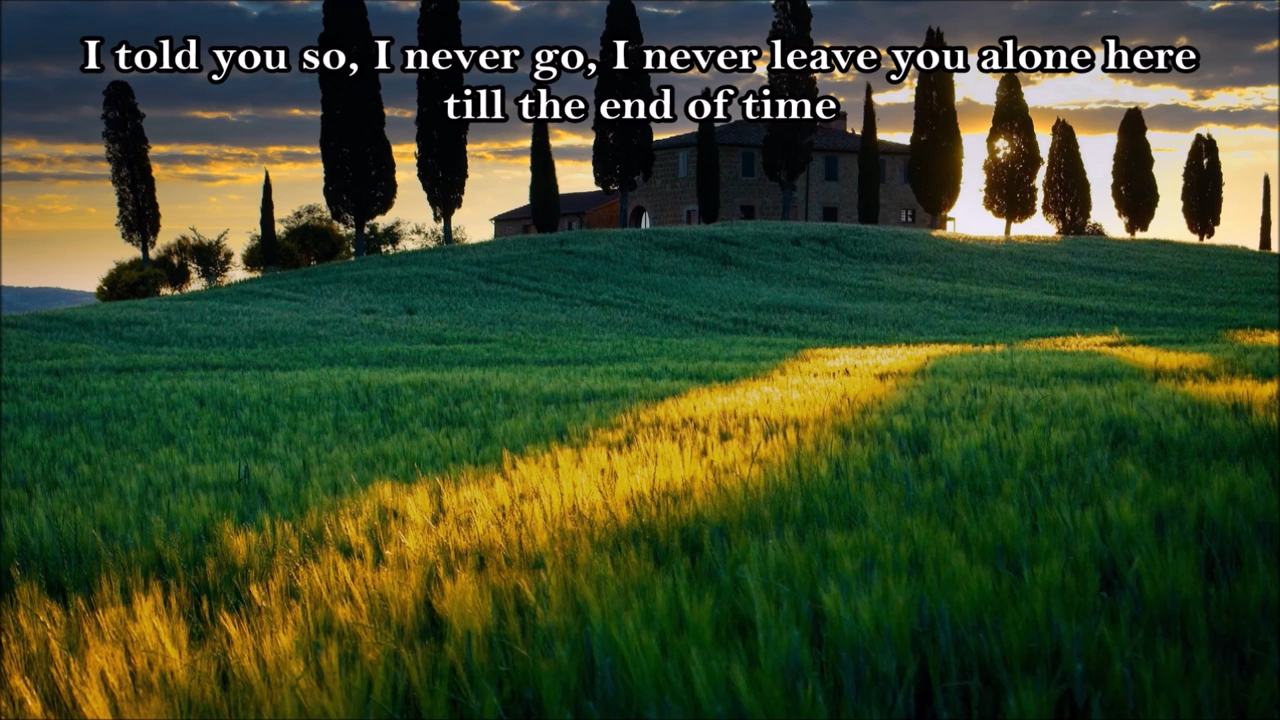 I told you so, I never go, I never leave you alone here
till the end of time